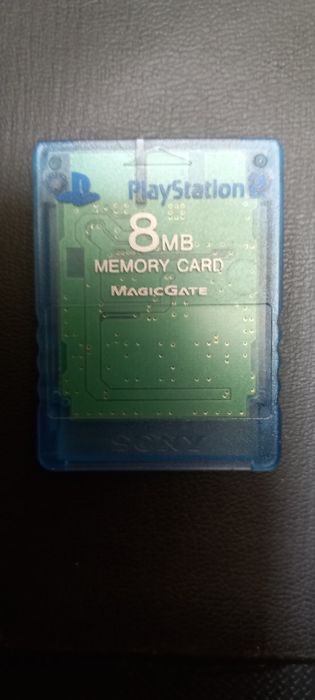 PlayStation 2
8MB
MEMORY CARD
MAGICGATE
SONY